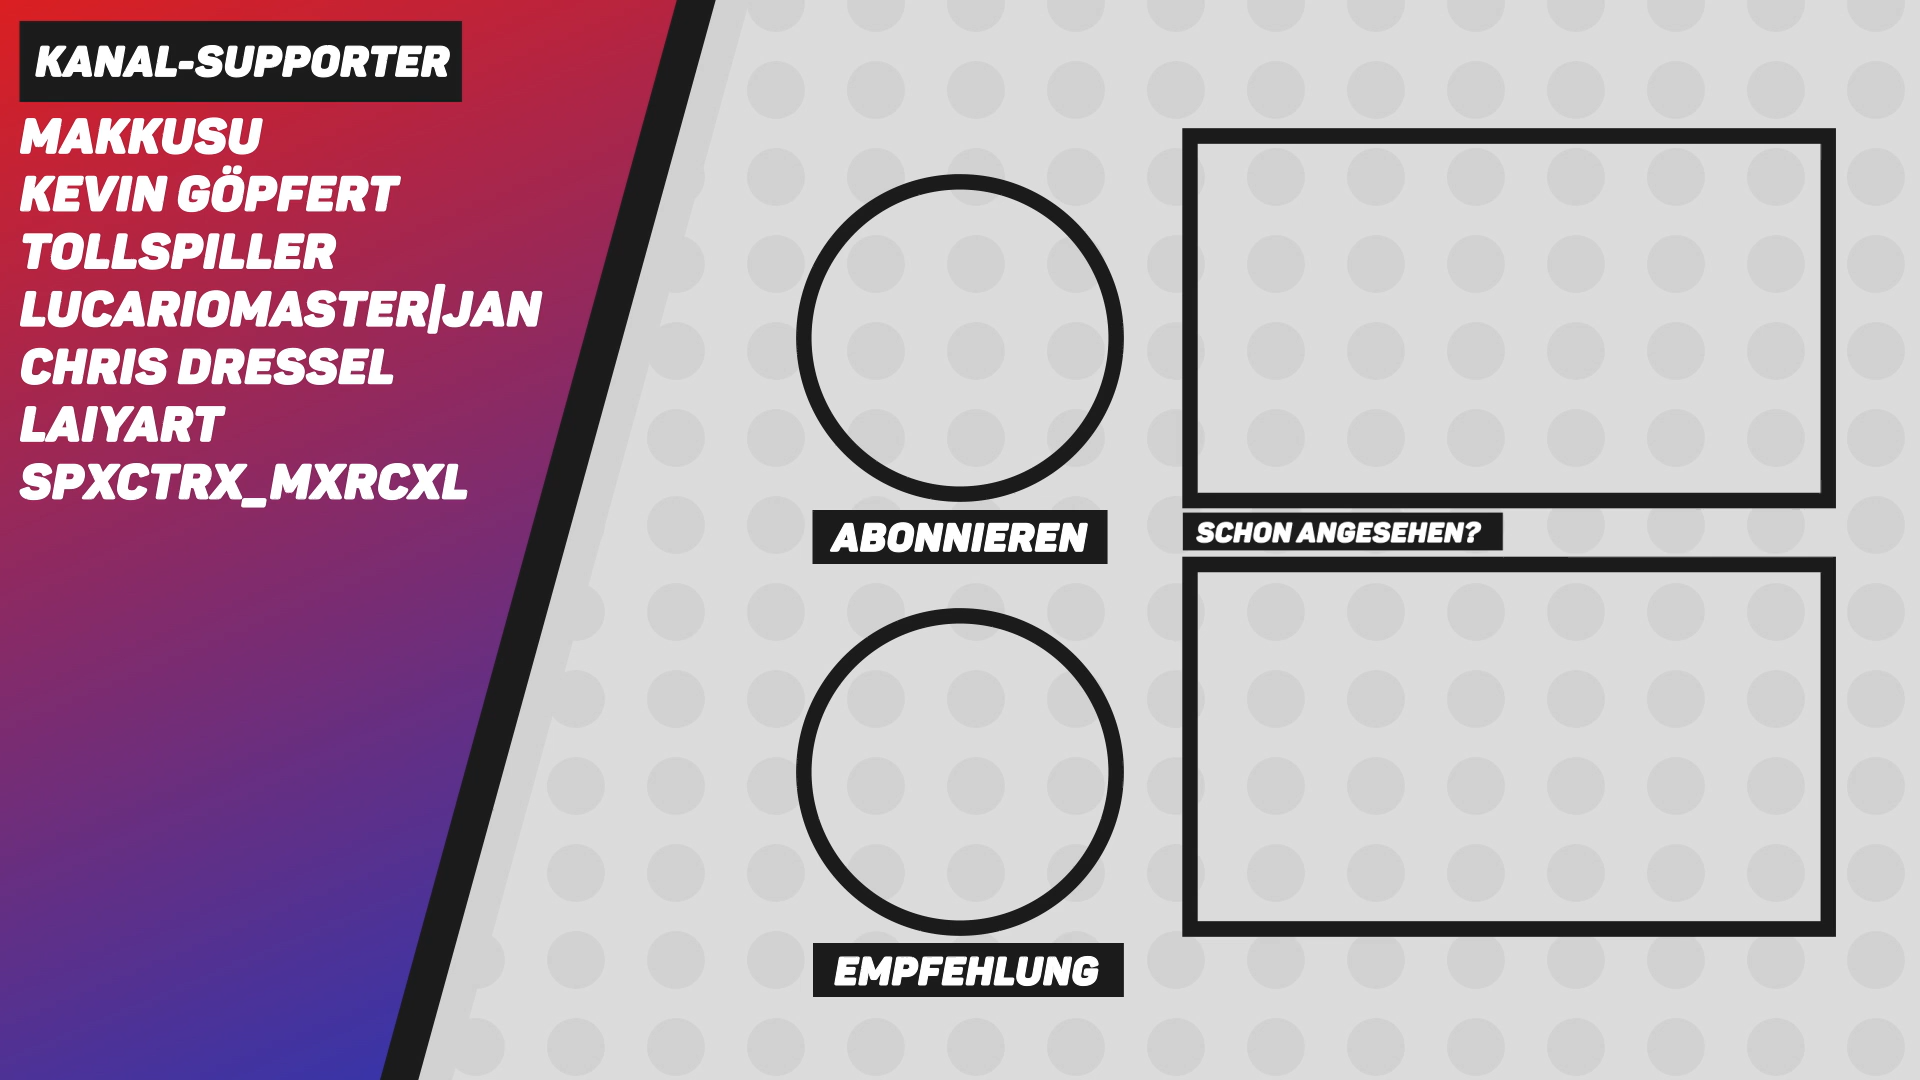 KANAL-SUPPORTER
MAKKUSU
KEVIN GÖPFERT
TOLLSPILLER
LUCARIOMASTER|JAN
CHRIS DRESSEL
LAIYART
SPXCTRX_MXRCXL
ABONNIEREN
SCHON ANGESEHEN?
EMPFEHLUNG